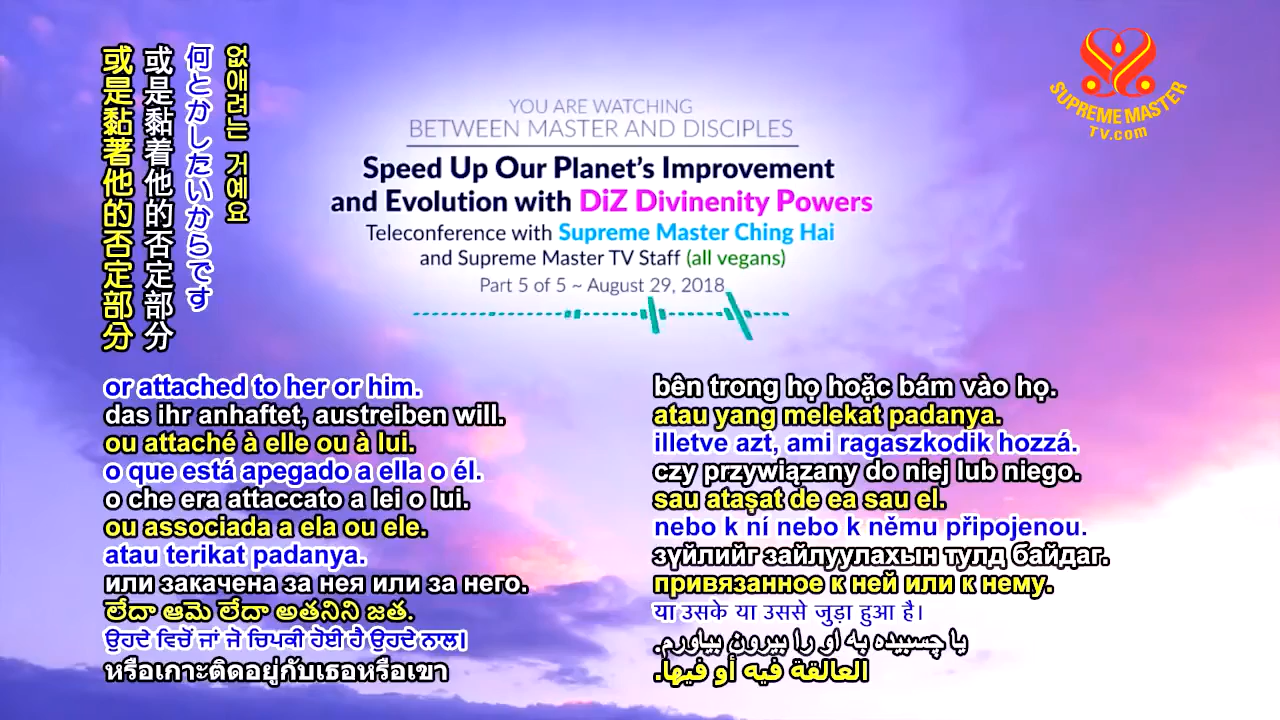 없애려는 거예요
何とかしたいからです
或是黏着他的否定部分
或是黏著他的否定部分
YOU ARE WATCHING
BETWEEN MASTER AND DISCIPLES
Speed Up Our Planet's Improvement
and Evolution with DiZ Divinenity Powers
Teleconference with Supreme Master Ching Hai
and Supreme Master TV Staff (all vegans)
Part 5 of 5 ~ August 29, 2018
SUPREME MASTER
TV.com
or attached to her or him.
das ihr anhaftet, austreiben will.
ou attaché à elle ou à lui.
o que está apegado a ella o él.
o che era attaccato a lei o lui.
ou associada a ela ou ele.
atau terikat padanya.
или закачена за нея или за него.
లేదా ఆమె లేదా అతనిని జత.
ਉਹਦੇ ਵਿਚੋਂ ਜਾਂ ਜੋ ਚਿਪਕੀ ਹੋਈ ਹੈ ਉਹਦੇ ਨਾਲ।
หรือเกาะติดอยู่กับเธอหรือเขา
bên trong họ hoặc bám vào họ.
atau yang melekat padanya.
illetve azt, ami ragaszkodik hozzá.
czy przywiązany do niej lub niego.
sau atașat de ea sau el.
nebo k ní nebo k němu připojenou.
зүйлийг зайлуулахын тулд байдаг.
привязанное к ней или к нему.
या उसके या उससे जुड़ा हुआ है।
یا چسبیده به او را بیرون بیاورم.
العالقة فيه أو فيها.